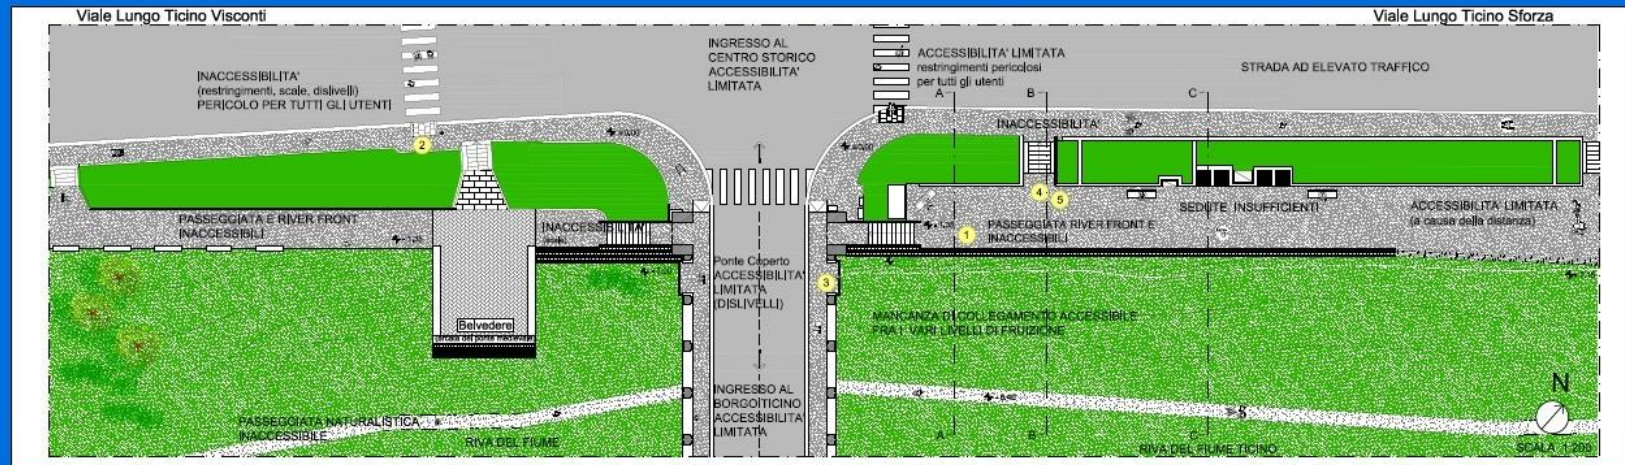 Viale Lungo Ticino Visconti
Viale Lungo Ticino Sforza
INACCESSIBILITA'
(restringimenti, scale, dislivelli)
PERICOLO PER TUTTI GLI UTENTI
INGRESSO AL
CENTRO STORICO
ACCESSIBILITA'
LIMITATA
ACCESSIBILITA' LIMITATA
restringimenti pericolosi
per tutti gli utenti
STRADA AD ELEVATO TRAFFICO
A
B
C
INACCESSIBILITA'
2
4
5
1
3
PASSEGGIATA E RIVER FRONT
INACCESSIBILI
INACCESSIBILITA'
PASSEGGIATA RIVER FRONT E
INACCESSIBILI
SEDUTE INSUFFICIENTI
ACCESSIBILITA' LIMITATA
(a causa della distanza)
Ponte Coperto
ACCESSIBILITA'
LIMITATA
(DISLIVELLI)
Belvedere
MANCANZA DI COLLEGAMENTO ACCESSIBILE
FRA I VARI LIVELLI DI FRUIZIONE
INGRESSO AL
BORGOTICINO
ACCESSIBILITA'
LIMITATA
PASSEGGIATA NATURALISTICA
INACCESSIBILE
RIVA DEL FIUME
A
B
C
RIVA DEL FIUME TICINO
N
SCALA 1:200